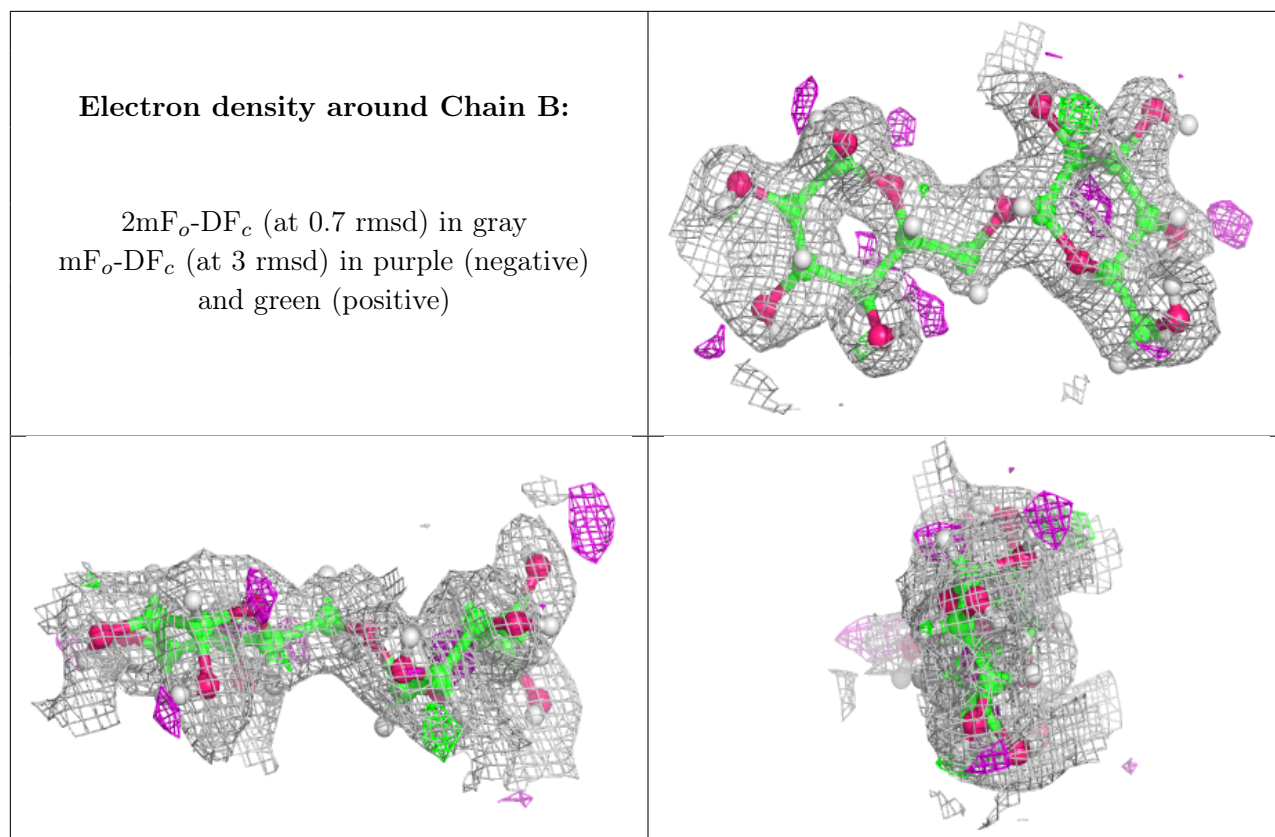 Electron density around Chain B:
2mFo-DFc (at 0.7 rmsd) in gray
mFo-DFc (at 3 rmsd) in purple (negative)
and green (positive)